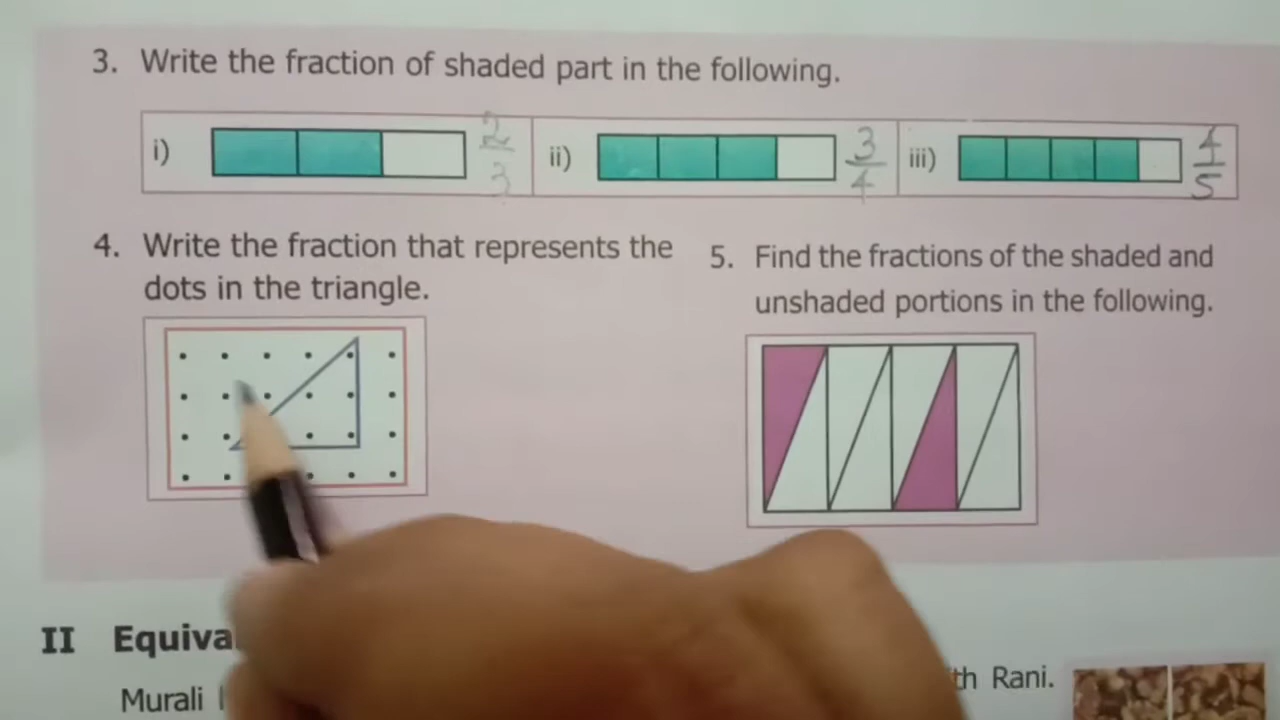 3. Write the fraction of shaded part in the following.
i) 2/3 ii) 3/4 iii) 4/5
4. Write the fraction that represents the
dots in the triangle.
5. Find the fractions of the shaded and
unshaded portions in the following.
II
Murali th Rani.